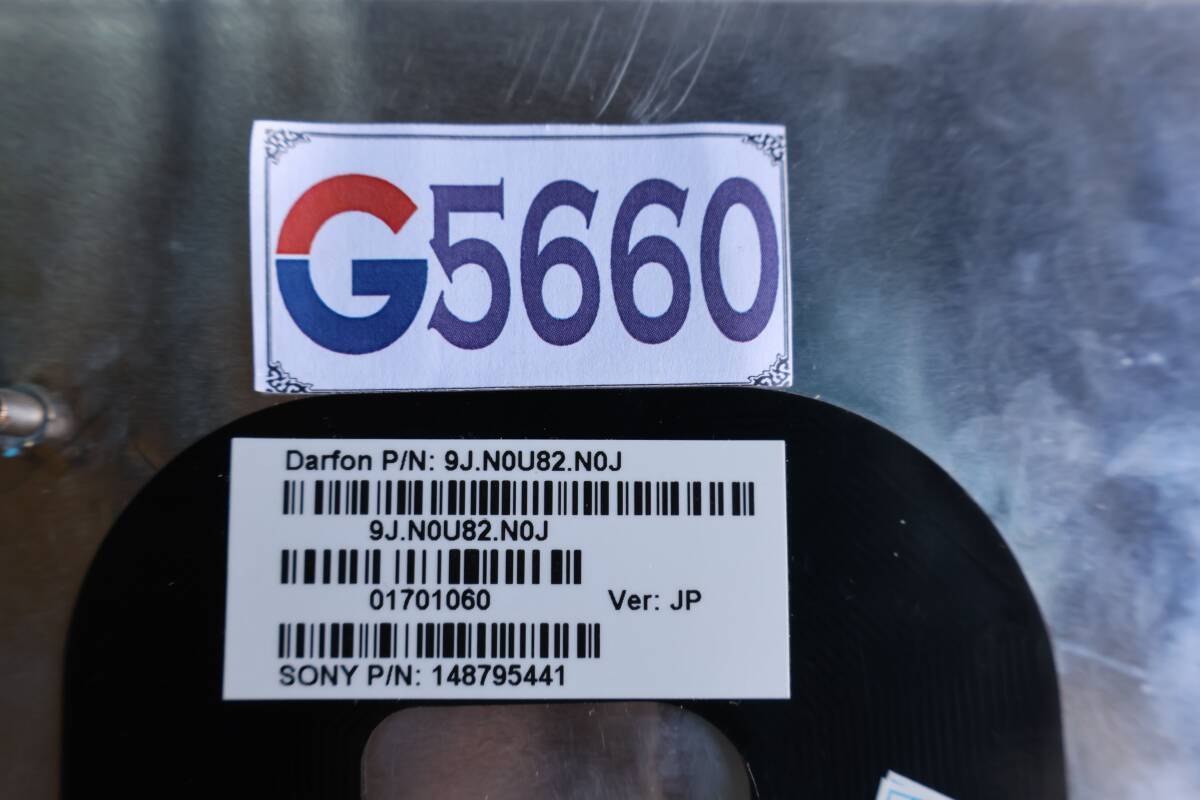 G5660
Darfon P/N: 9J.N0U82.N0J
9J.N0U82.N0J
01701060 Ver: JP
SONY P/N: 148795441